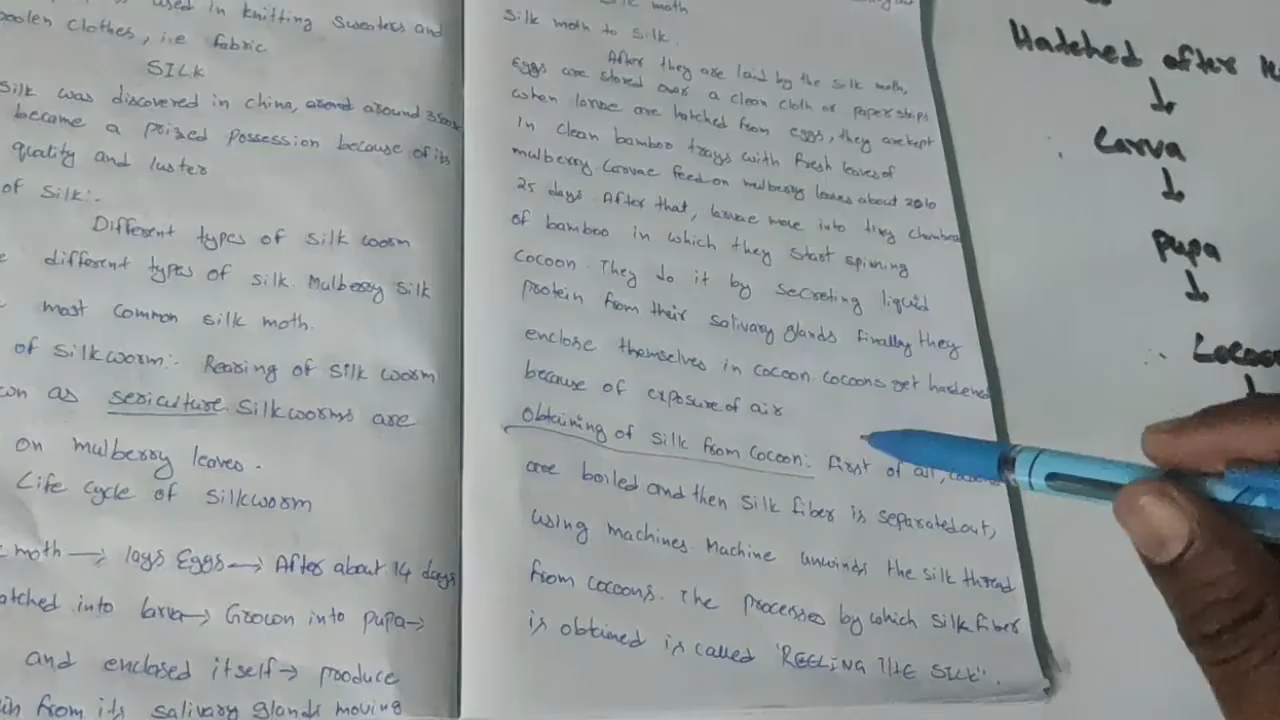 used in knitting sweaters and
clothes, i.e fabric
SILK
Silk was discovered in china, around
became a prized possession because of its
quality and luster
of Silk:-
Different types of silk worm
different types of silk. Mulberry silk
most common silk moth.
of silkworm:- Rearing of silk worm
as sericulture. Silkworms are
on mulberry leaves.
Life cycle of silkworm
moth → lays Eggs → After about 14 days
into larva → Grown into pupa →
and enclosed itself → produce
from its salivary glands moving
moth
Silk moth to silk.
After they are laid by the silk moth,
Eggs are stored over a clean cloth or paper strips
when larvae are hatched from eggs, they are kept
In clean bamboo trays with fresh leaves of
mulberry. Larvae feed on mulberry leaves about 20 to
25 days. After that, larvae move into tiny
of bamboo in which they start spinning
cocoon. They do it by secreting liquid
protein from their salivary glands finally they
enclose themselves in cocoon. cocoons get hardened
because of exposure of air
Obtaining of silk from cocoon: first of all,
are boiled and then silk fiber is separated out,
using machines. Machine unwinds the silk thread
from cocoons. The processes by which silk fiber
is obtained is called 'REELING THE SILK'.
Hatched after
Larva
↓
Pupa
↓